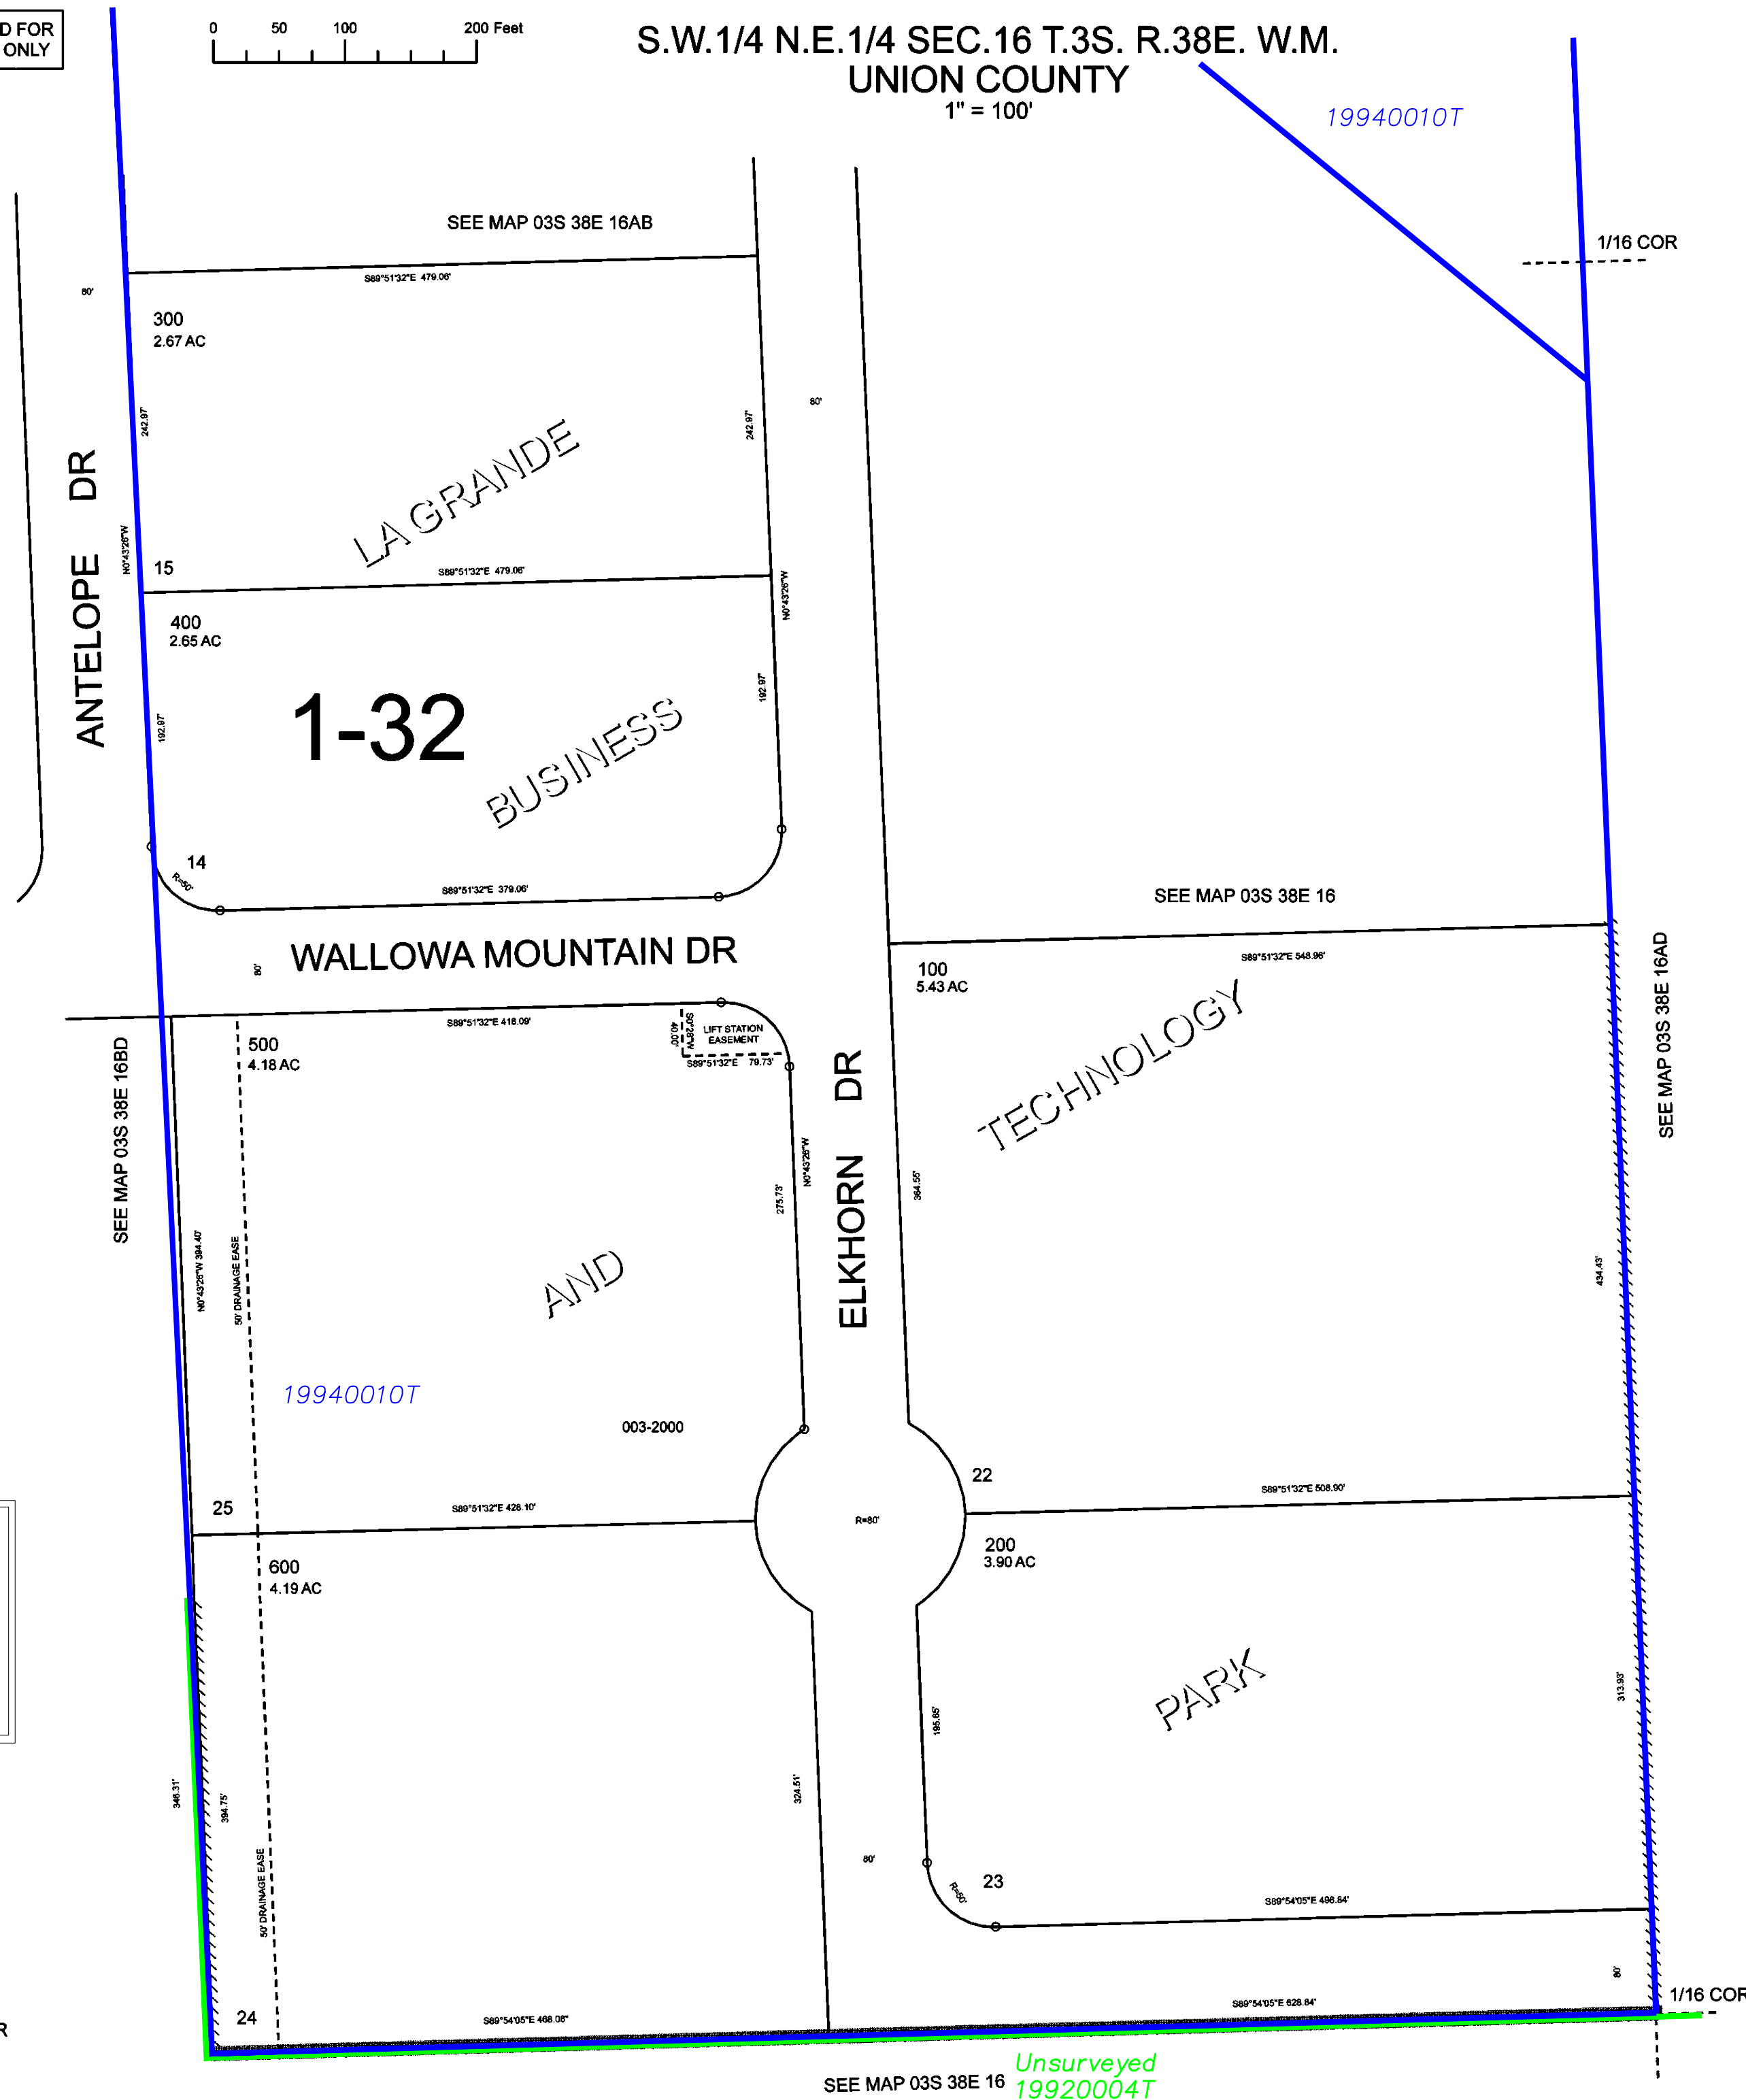 D FOR
ONLY
0 50 100 200 Feet
S.W.1/4 N.E.1/4 SEC.16 T.3S. R.38E. W.M.
UNION COUNTY
1" = 100'
19940010T
SEE MAP 03S 38E 16AB
1/16 COR
S89°51'32"E 479.06'
80'
300
2.67 AC
80'
242.97'
242.97'
LA GRANDE
ANTELOPE DR
N0°43'26"W
15
S89°51'32"E 479.06'
N0°43'26"W
400
2.65 AC
1-32
192.97'
192.97'
BUSINESS
14
R=50'
S89°51'32"E 379.06'
SEE MAP 03S 38E 16
WALLOWA MOUNTAIN DR
80'
100
5.43 AC
S89°51'32"E 548.96'
SEE MAP 03S 38E 16AD
S89°51'32"E 418.09'
500
4.18 AC
S0°28"W
40.00'
LIFT STATION
EASEMENT
S89°51'32"E 79.73'
SEE MAP 03S 38E 16BD
TECHNOLOGY
ELKHORN DR
N0°43'26"W
275.73'
364.55'
N0°43'26"W 394.40'
50' DRAINAGE EASE
AND
434.43'
19940010T
003-2000
22
25
S89°51'32"E 428.10'
S89°51'32"E 508.90'
R=80'
600
4.19 AC
200
3.90 AC
PARK
313.93'
195.65'
346.31'
394.75'
324.51'
50' DRAINAGE EASE
80'
23
R=50'
S89°54'05"E 498.84'
80'
1/16 COR
24
S89°54'05"E 468.08'
S89°54'05"E 628.84'
R
Unsurveyed
SEE MAP 03S 38E 16
19920004T